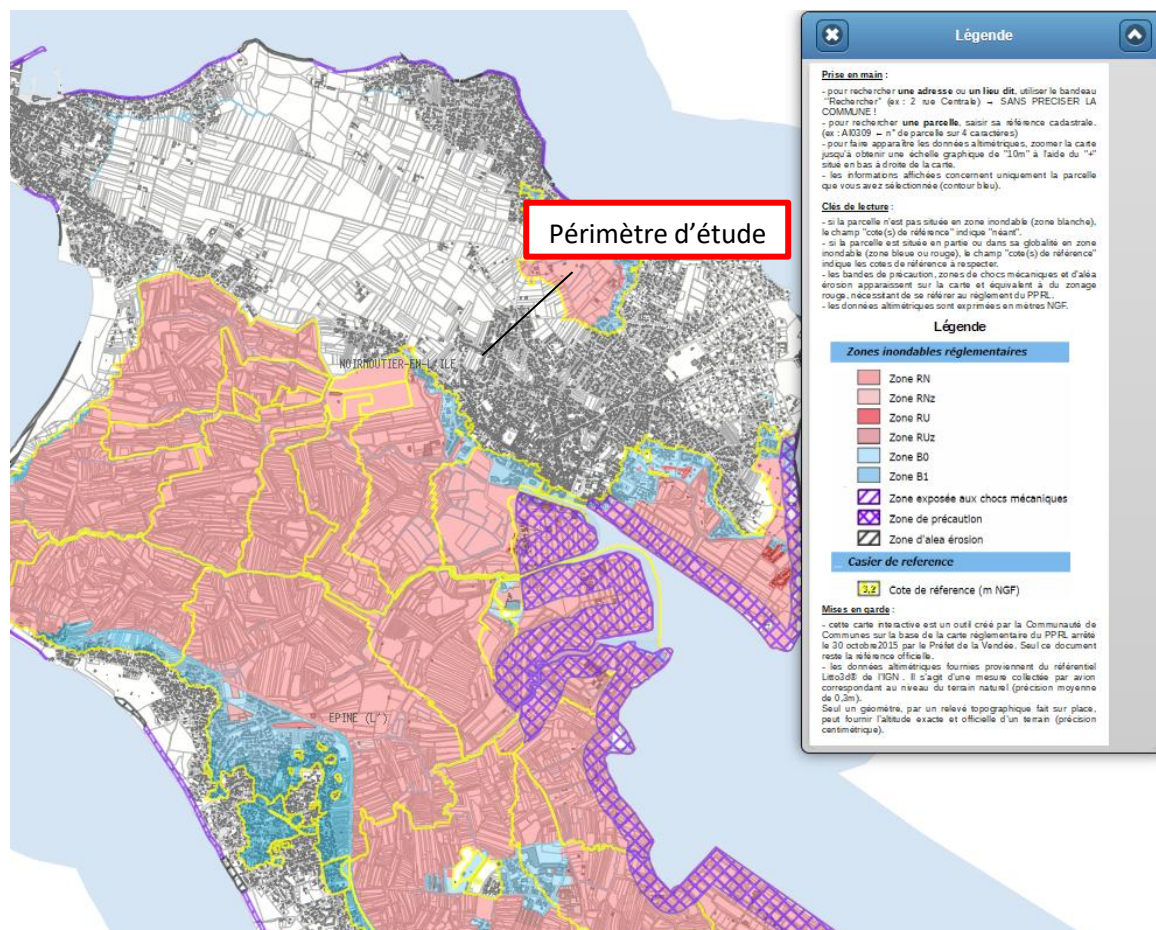 Légende
Prise en main :
- pour rechercher une adresse ou un lieu dit, utiliser le bandeau
"Rechercher" (ex : 2 rue Centrale) → SANS PRECISER LA
COMMUNE !
- pour rechercher une parcelle, saisir sa référence cadastrale.
(ex : AI0309 – n° de parcelle sur 4 caractères)
- pour faire apparaître les données altimétriques, zoomer la carte
jusqu'à obtenir une échelle graphique de "10m" à l'aide du "+"
situé en bas à droite de la carte.
- les informations affichées concernent uniquement la parcelle
que vous avez sélectionnée (contour bleu).
Clés de lecture :
- si la parcelle n'est pas située en zone inondable (zone blanche),
le champ "cote(s) de référence" indique "néant".
- si la parcelle est située en partie ou dans sa globalité en zone
inondable (zone bleue ou rouge), le champ "cote(s) de référence"
indique les cotes de référence à respecter.
- les bandes de précaution, zones de chocs mécaniques et d'aléa
érosion apparaissent sur la carte et équivalent à du zonage
rouge, nécessitant de se référer au règlement du PPRL.
- les données altimétriques sont exprimées en mètres NGF.
Légende
Zones inondables réglementaires
Zone RN
Zone RNz
Zone RU
Zone RUz
Zone B0
Zone B1
Zone exposée aux chocs mécaniques
Zone de précaution
Zone d'alea érosion
Casier de reference
3,2 Cote de réference (m NGF)
Mises en garde :
- cette carte interactive est un outil créé par la Communauté de
Communes sur la base de la carte réglementaire du PPRL arrêté
le 30 octobre2015 par le Préfet de la Vendée. Seul ce document
reste la référence officielle.
- les données altimétriques fournies proviennent du référentiel
Litto3d® de l'IGN . Il s'agit d'une mesure collectée par avion
correspondant au niveau du terrain naturel (précision moyenne
de 0,3m).
Seul un géomètre, par un relevé topographique fait sur place,
peut fournir l'altitude exacte et officielle d'un terrain (précision
centimétrique).
Périmètre d'étude
NOIRMOUTIER-EN-L'ILE
EPINE (L')